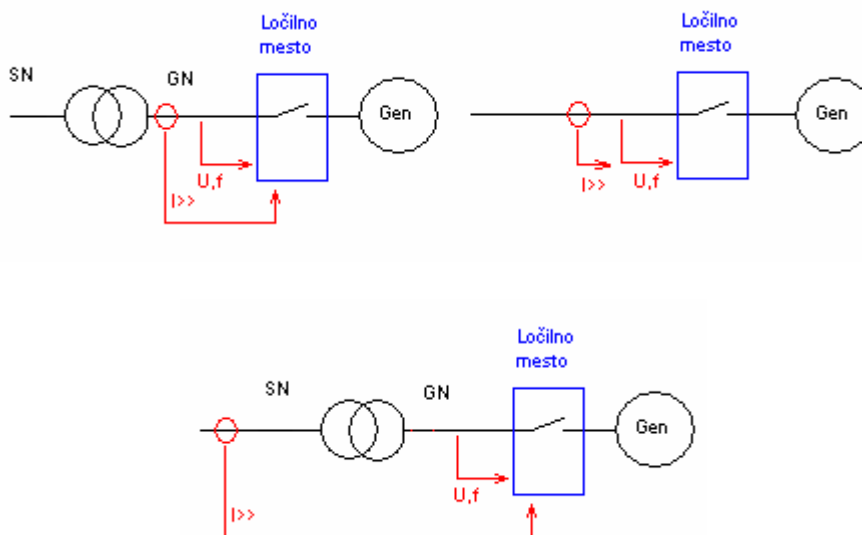 Ločilno
mesto
SN
GN
Gen
U,f
I>>
Ločilno
mesto
Gen
I>>
U,f
Ločilno
mesto
SN
GN
Gen
U,f
I>>